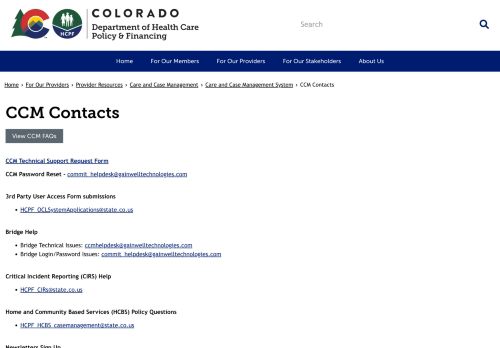 COLORADO
Department of Health Care
Policy & Financing
HCPF
Search
Home For Our Members For Our Providers For Our Stakeholders About Us
Home › For Our Providers › Provider Resources › Care and Case Management › Care and Case Management System › CCM Contacts
CCM Contacts
View CCM FAQs
CCM Technical Support Request Form
CCM Password Reset - commit_helpdesk@gainwelltechnologies.com
3rd Party User Access Form submissions
HCPF_OCLSystemApplications@state.co.us
Bridge Help
Bridge Technical Issues: ccmhelpdesk@gainwelltechnologies.com
Bridge Login/Password Issues: commit_helpdesk@gainwelltechnologies.com
Critical Incident Reporting (CIRS) Help
HCPF_CIRs@state.co.us
Home and Community Based Services (HCBS) Policy Questions
HCPF_HCBS_casemanagement@state.co.us
Newsletters Sign Up